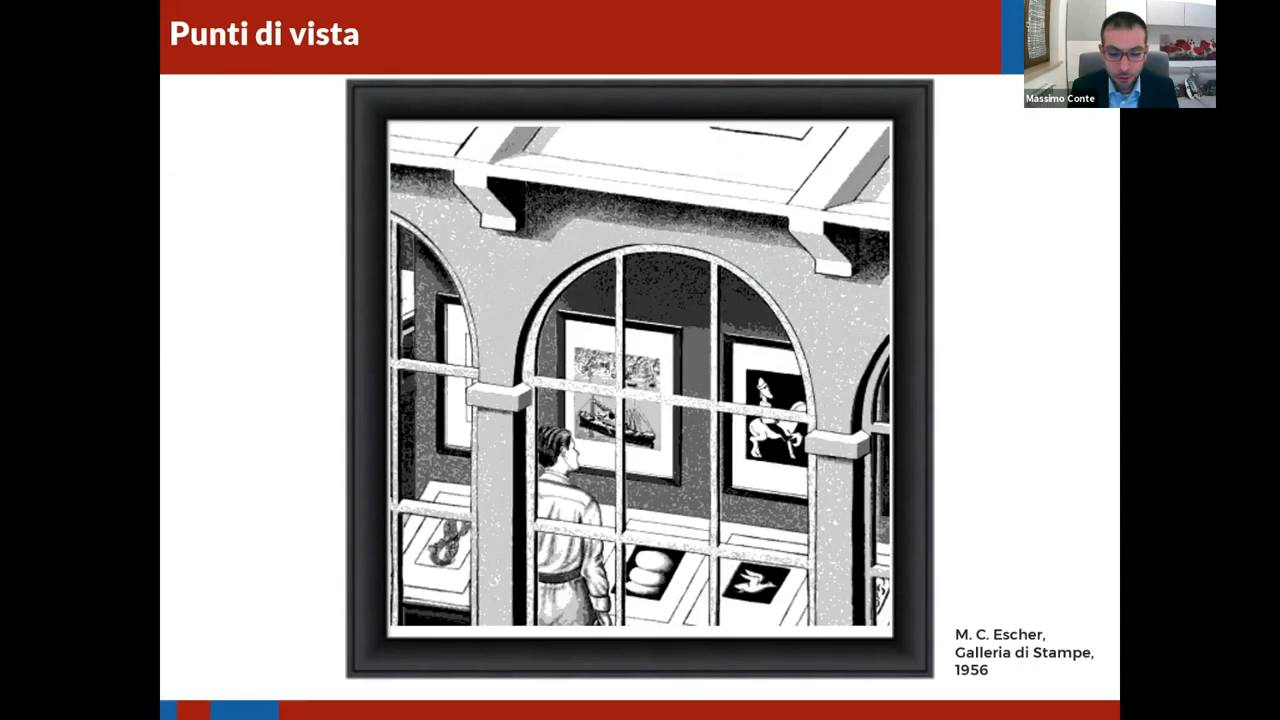 Punti di vista
Massimo Conte
M. C. Escher,
Galleria di Stampe,
1956